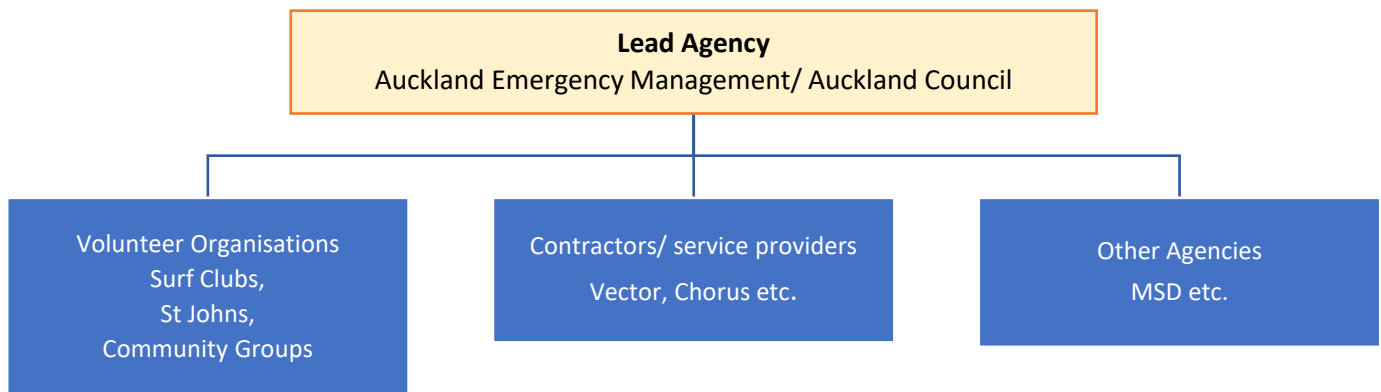 Lead Agency
Auckland Emergency Management/ Auckland Council
Volunteer Organisations
Surf Clubs,
St Johns,
Community Groups
Contractors/ service providers
Vector, Chorus etc.
Other Agencies
MSD etc.